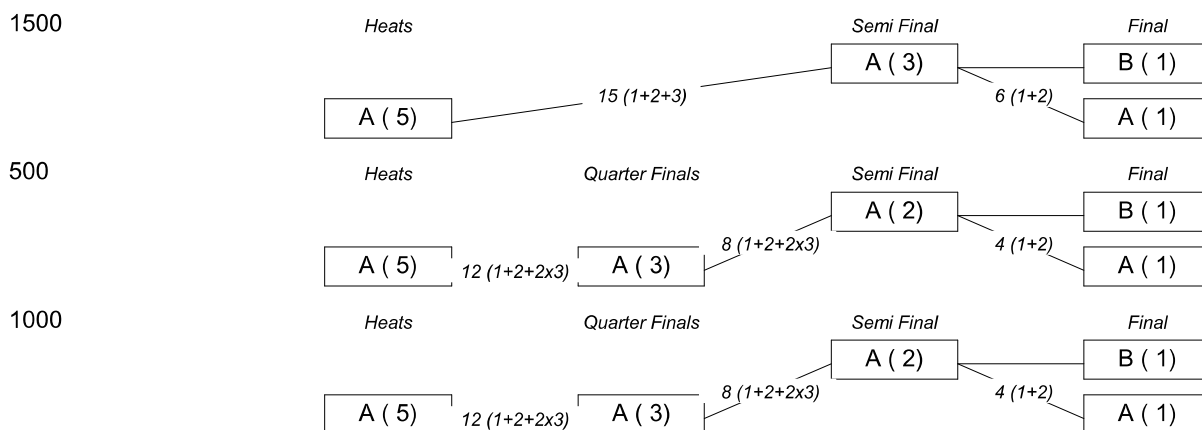 1500
Heats Semi Final Final
A ( 3) B ( 1)
15 (1+2+3) 6 (1+2)
A ( 5) A ( 1)
500
Heats Quarter Finals Semi Final Final
A ( 2) B ( 1)
8 (1+2+2x3) 4 (1+2)
A ( 5) 12 (1+2+2x3) A ( 3) A ( 1)
1000
Heats Quarter Finals Semi Final Final
A ( 2) B ( 1)
8 (1+2+2x3) 4 (1+2)
A ( 5) 12 (1+2+2x3) A ( 3) A ( 1)